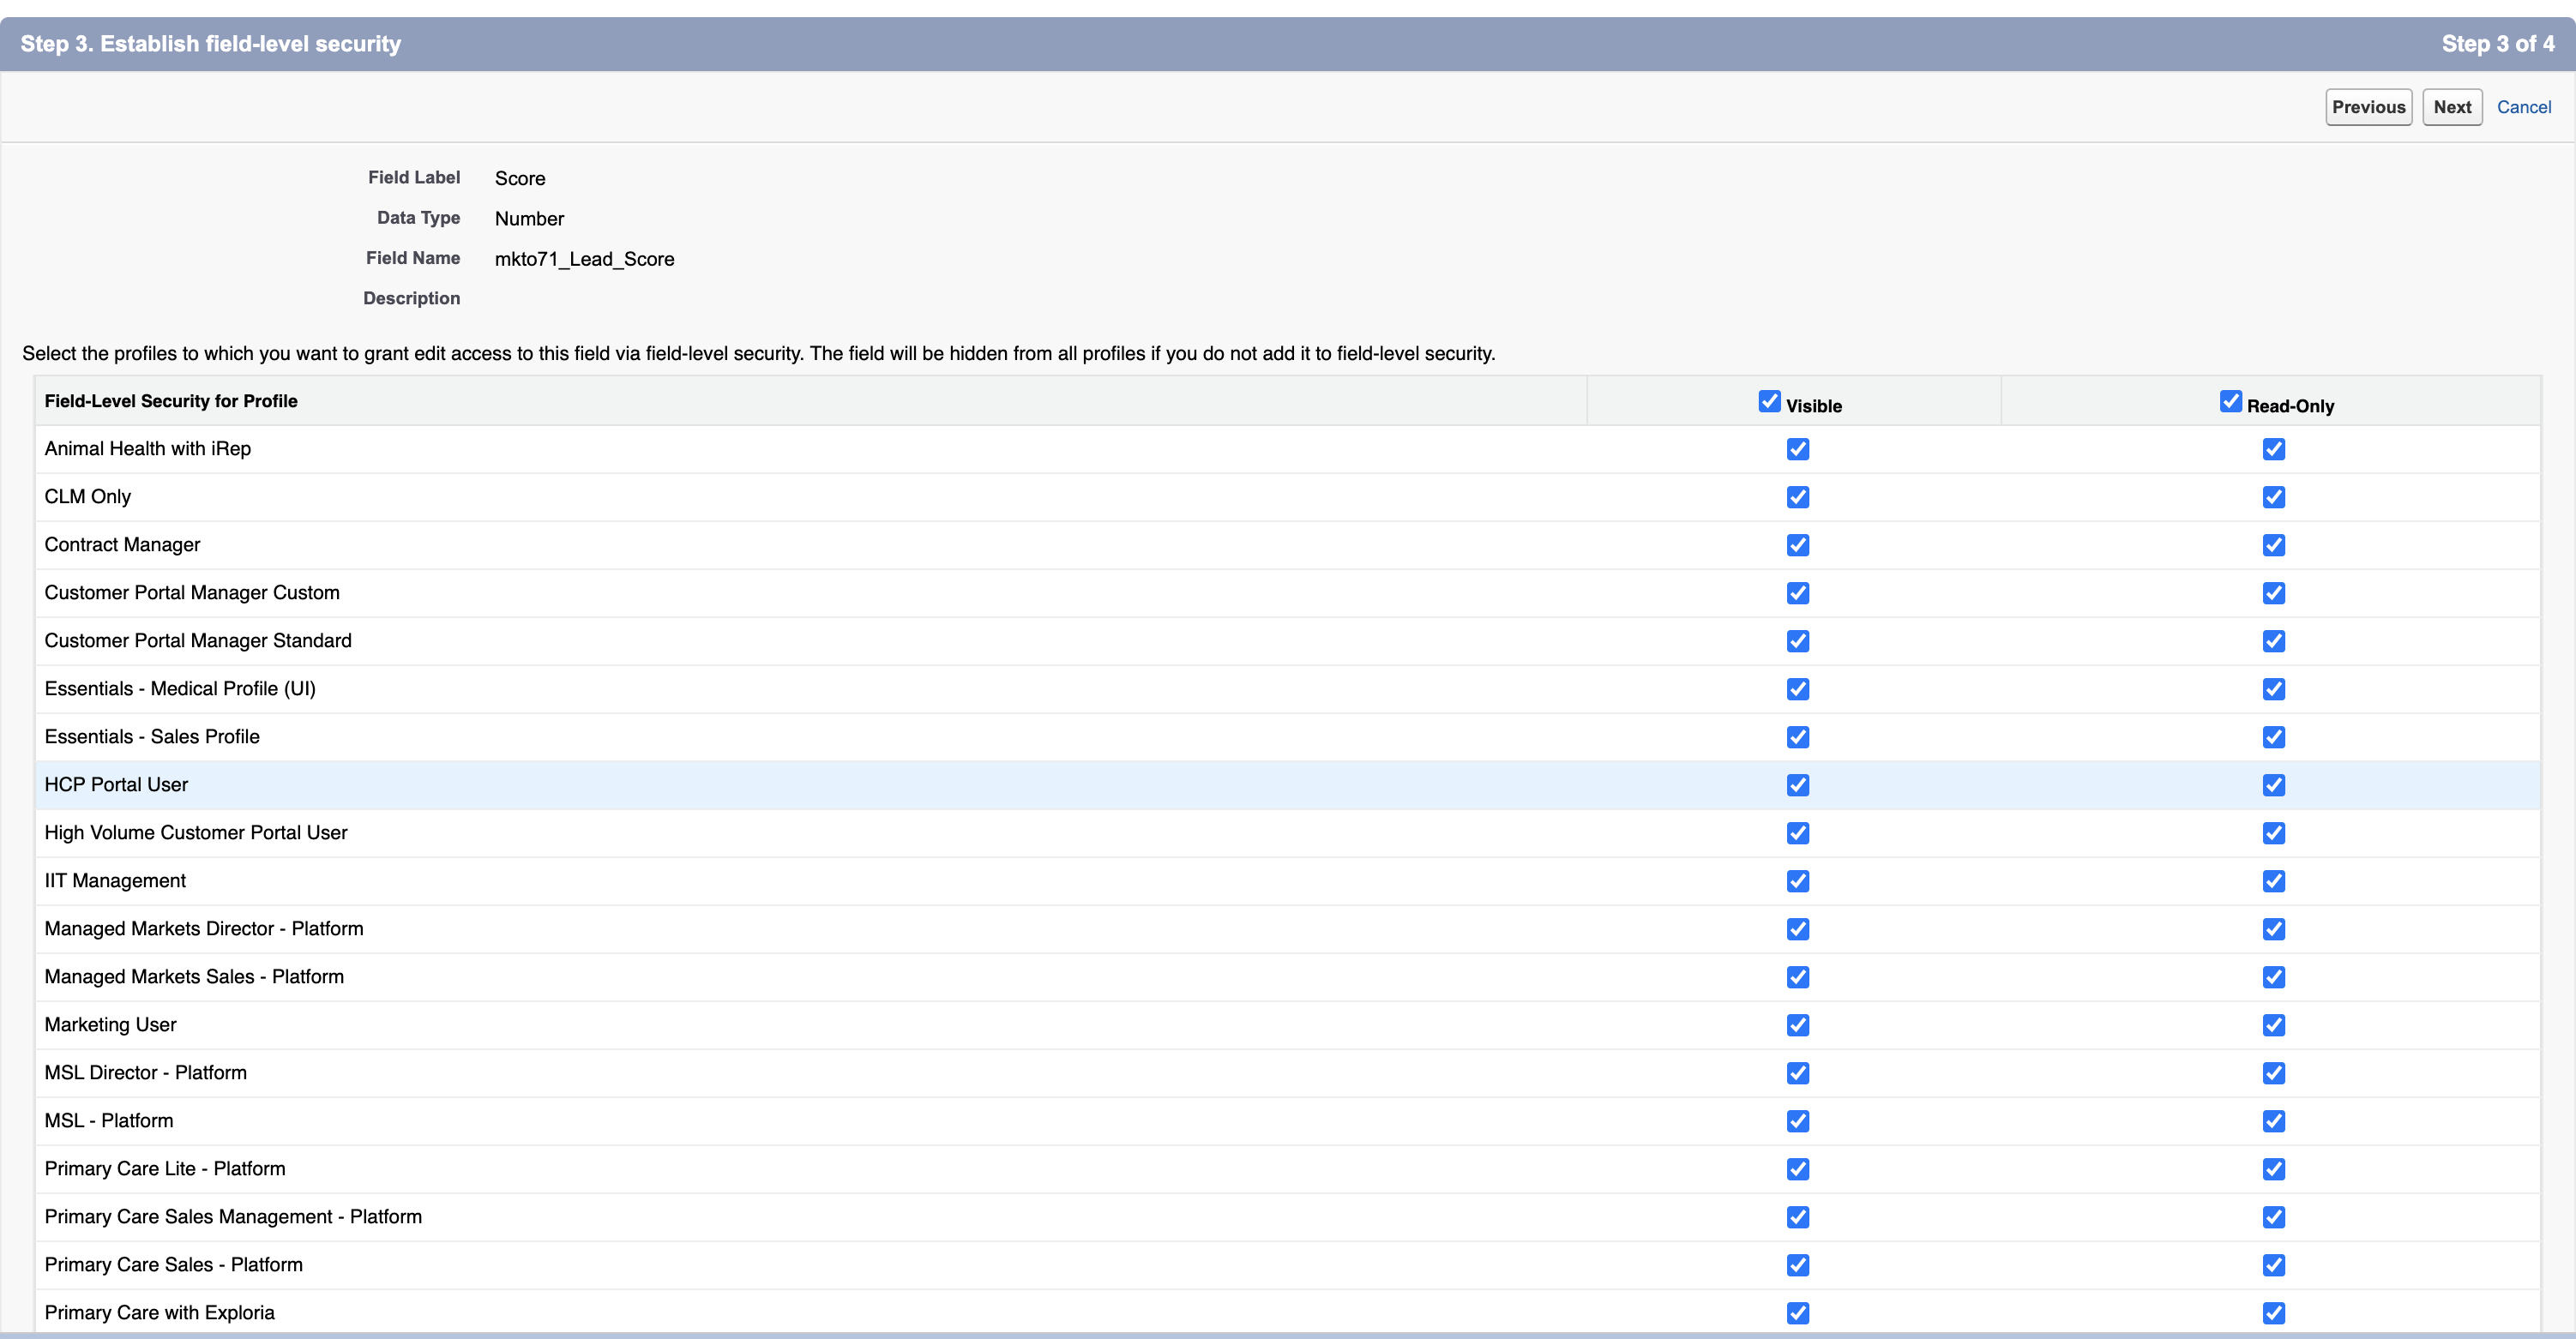 Step 3. Establish field-level security Step 3 of 4
Previous Next Cancel
Field Label Score
Data Type Number
Field Name mkto71_Lead_Score
Description
Select the profiles to which you want to grant edit access to this field via field-level security. The field will be hidden from all profiles if you do not add it to field-level security.
Field-Level Security for Profile Visible Read-Only
Animal Health with iRep
CLM Only
Contract Manager
Customer Portal Manager Custom
Customer Portal Manager Standard
Essentials - Medical Profile (UI)
Essentials - Sales Profile
HCP Portal User
High Volume Customer Portal User
IIT Management
Managed Markets Director - Platform
Managed Markets Sales - Platform
Marketing User
MSL Director - Platform
MSL - Platform
Primary Care Lite - Platform
Primary Care Sales Management - Platform
Primary Care Sales - Platform
Primary Care with Exploria